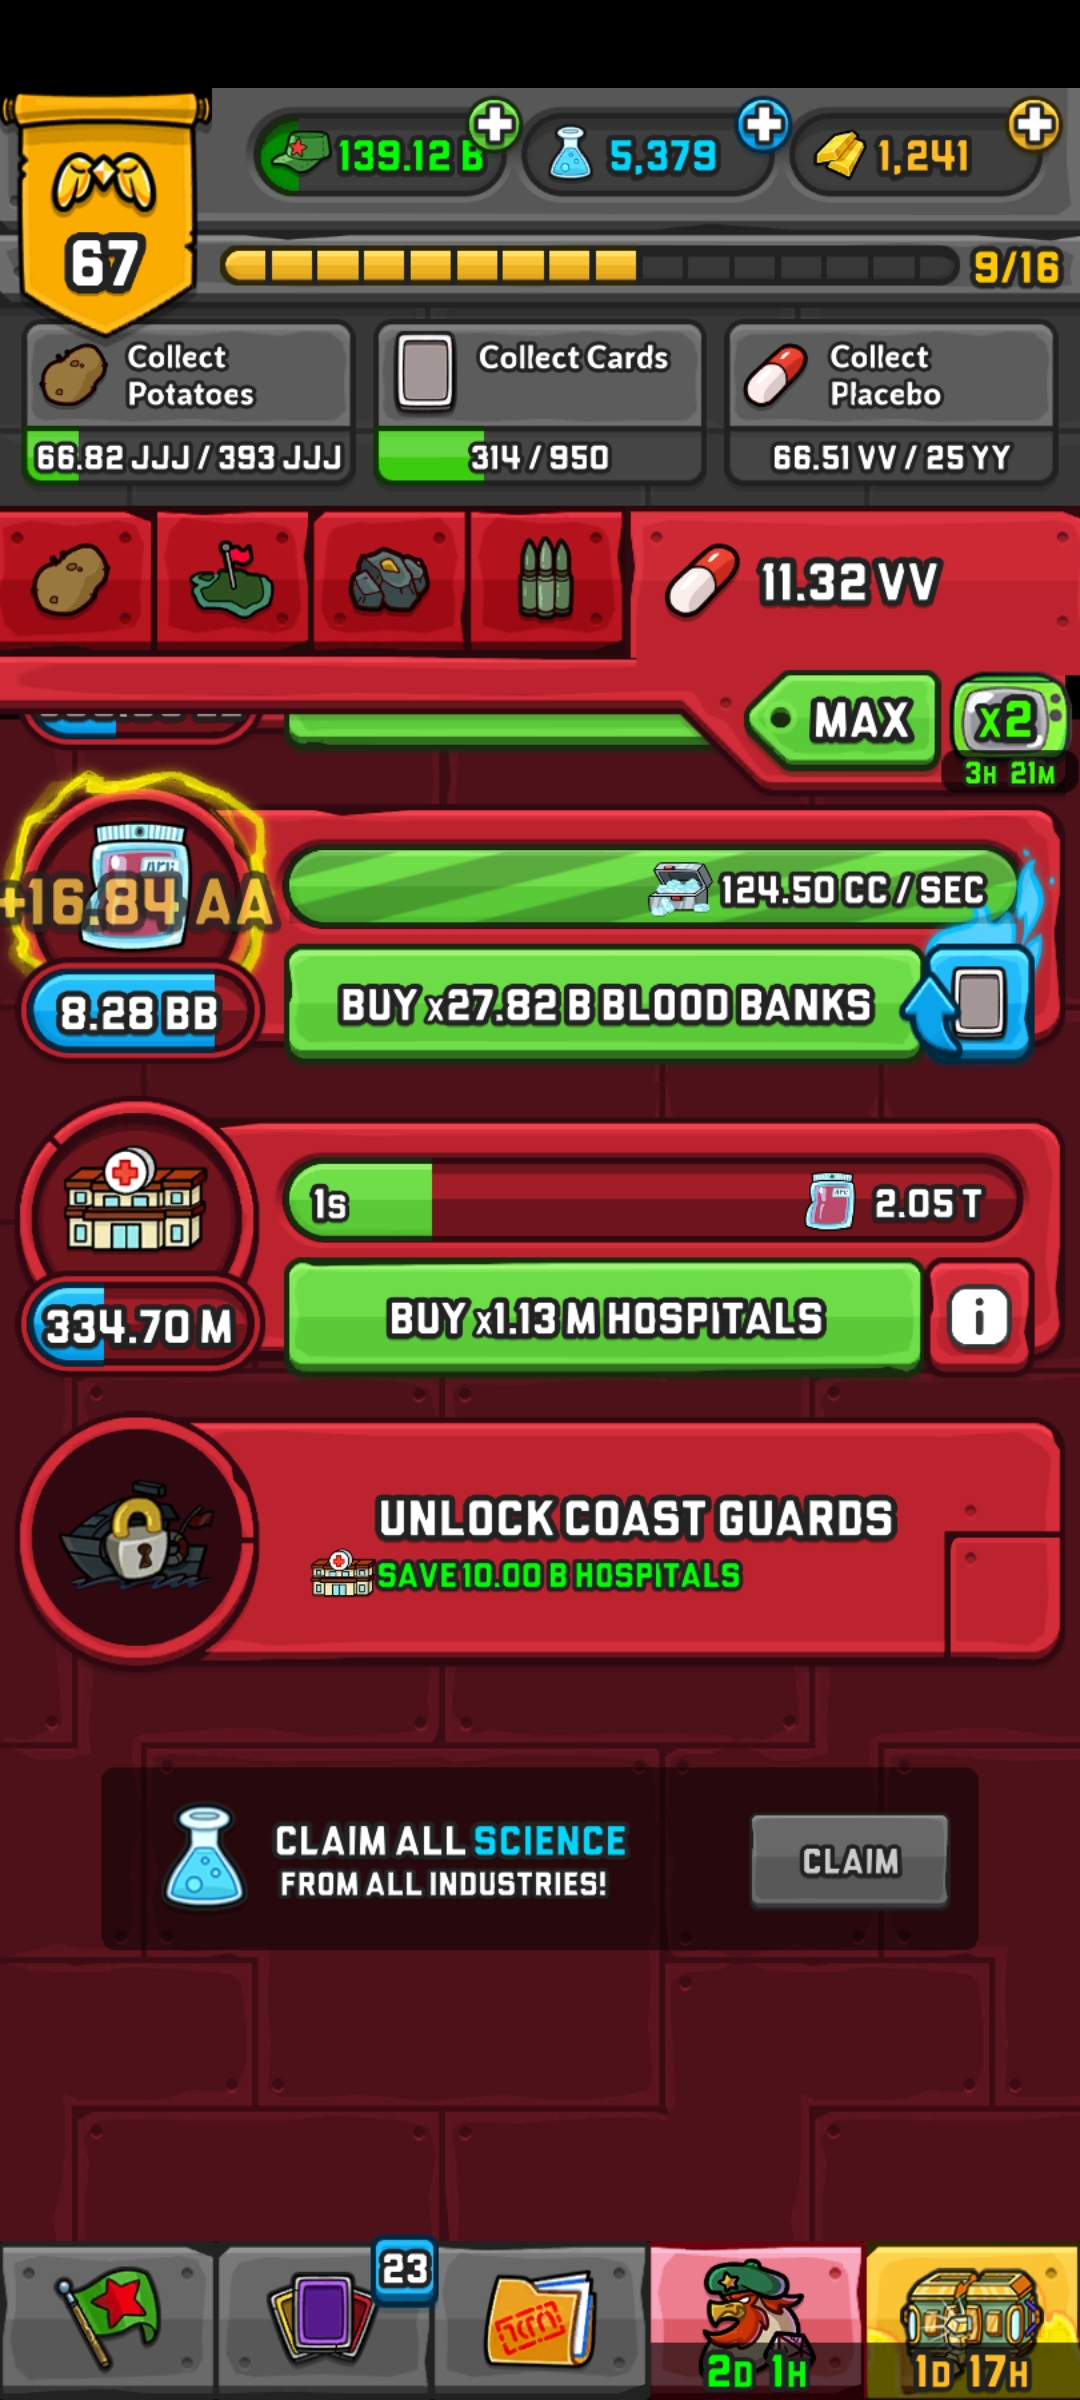 67
139.12 B
5,379
1,241
9/16
Collect Potatoes
66.82 JJJ / 393 JJJ
Collect Cards
314 / 950
Collect Placebo
66.51 VV / 25 YY
11.32 VV
MAX
x2
3H 21M
+16.84 AA
124.50 CC / SEC
8.28 BB
BUY x27.82 B BLOOD BANKS
1s
2.05 T
334.70 M
BUY x1.13 M HOSPITALS
i
UNLOCK COAST GUARDS
SAVE 10.00 B HOSPITALS
CLAIM ALL SCIENCE
FROM ALL INDUSTRIES!
CLAIM
23
2D 1H
1D 17H